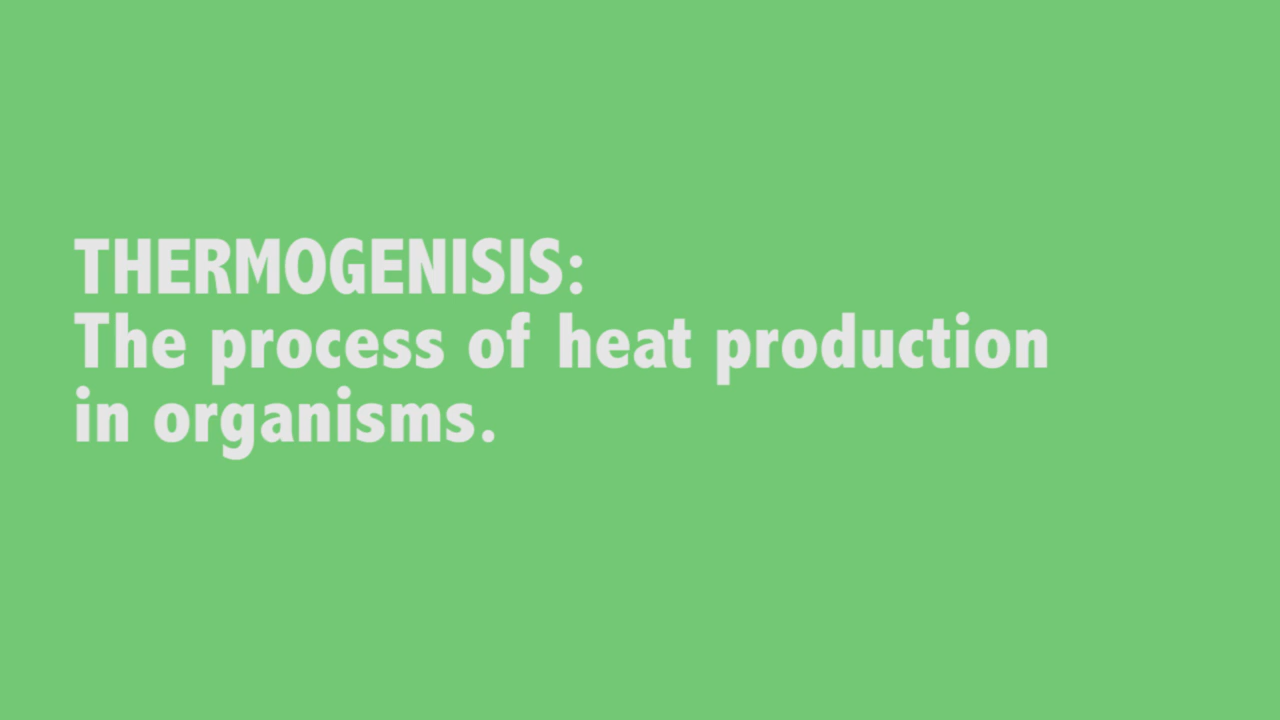 THERMOGENISIS:
The process of heat production
in organisms.